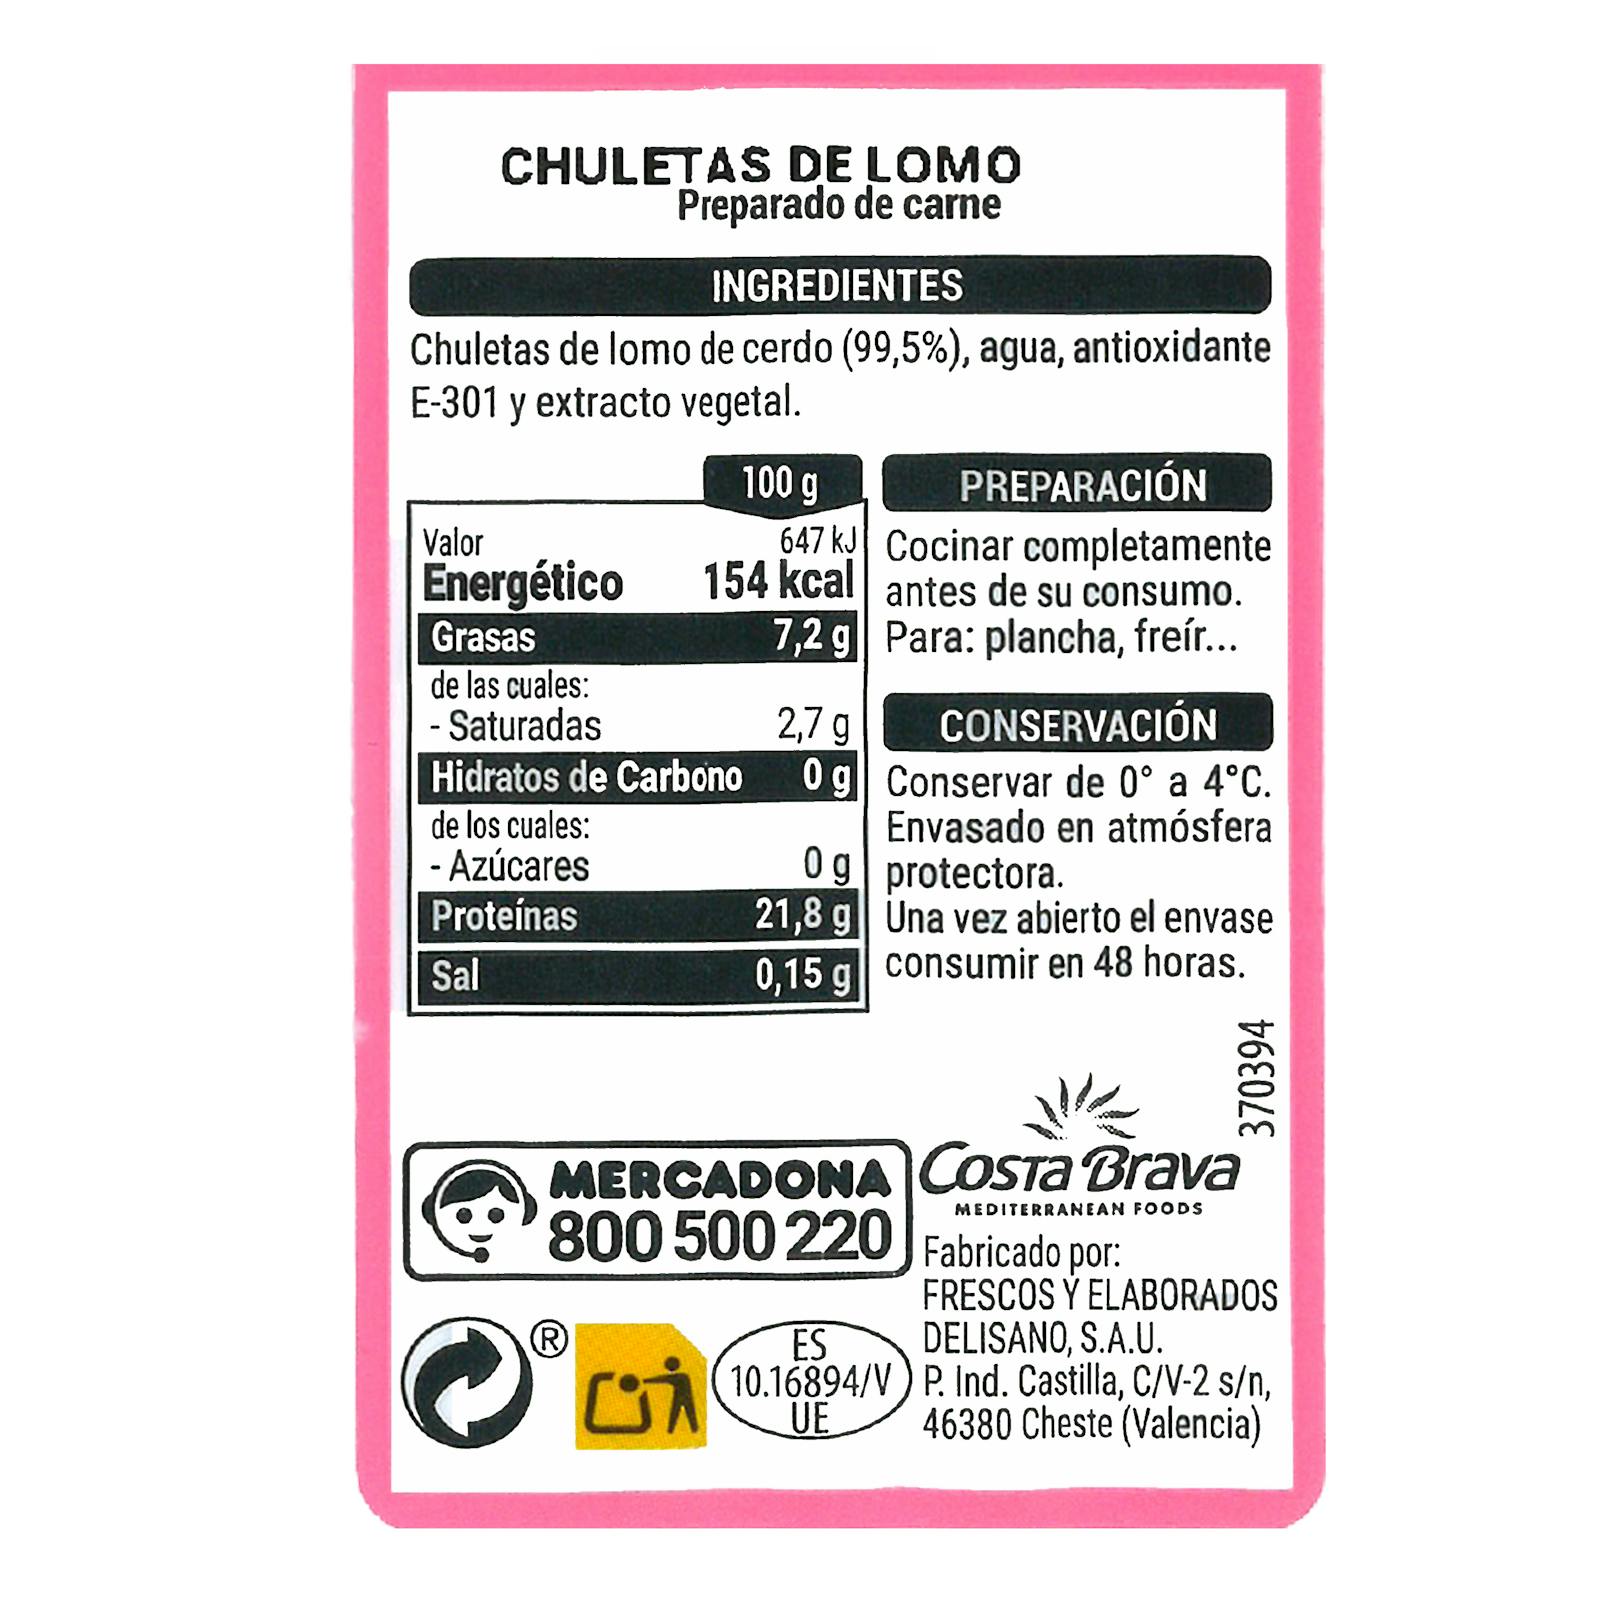 CHULETAS DE LOMO
Preparado de carne
INGREDIENTES
Chuletas de lomo de cerdo (99,5%), agua, antioxidante
E-301 y extracto vegetal.
100 g
Valor 647 kJ
Energético 154 kcal
Grasas 7,2 g
de las cuales:
- Saturadas 2,7 g
Hidratos de Carbono 0 g
de los cuales:
- Azúcares 0 g
Proteínas 21,8 g
Sal 0,15 g
PREPARACIÓN
Cocinar completamente
antes de su consumo.
Para: plancha, freír...
CONSERVACIÓN
Conservar de 0° a 4°C.
Envasado en atmósfera
protectora.
Una vez abierto el envase
consumir en 48 horas.
370394
MERCADONA
800 500 220
Costa Brava
MEDITERRANEAN FOODS
Fabricado por:
FRESCOS Y ELABORADOS
DELISANO, S.A.U.
P. Ind. Castilla, C/V-2 s/n,
46380 Cheste (Valencia)
®
ES
10.16894/V
UE